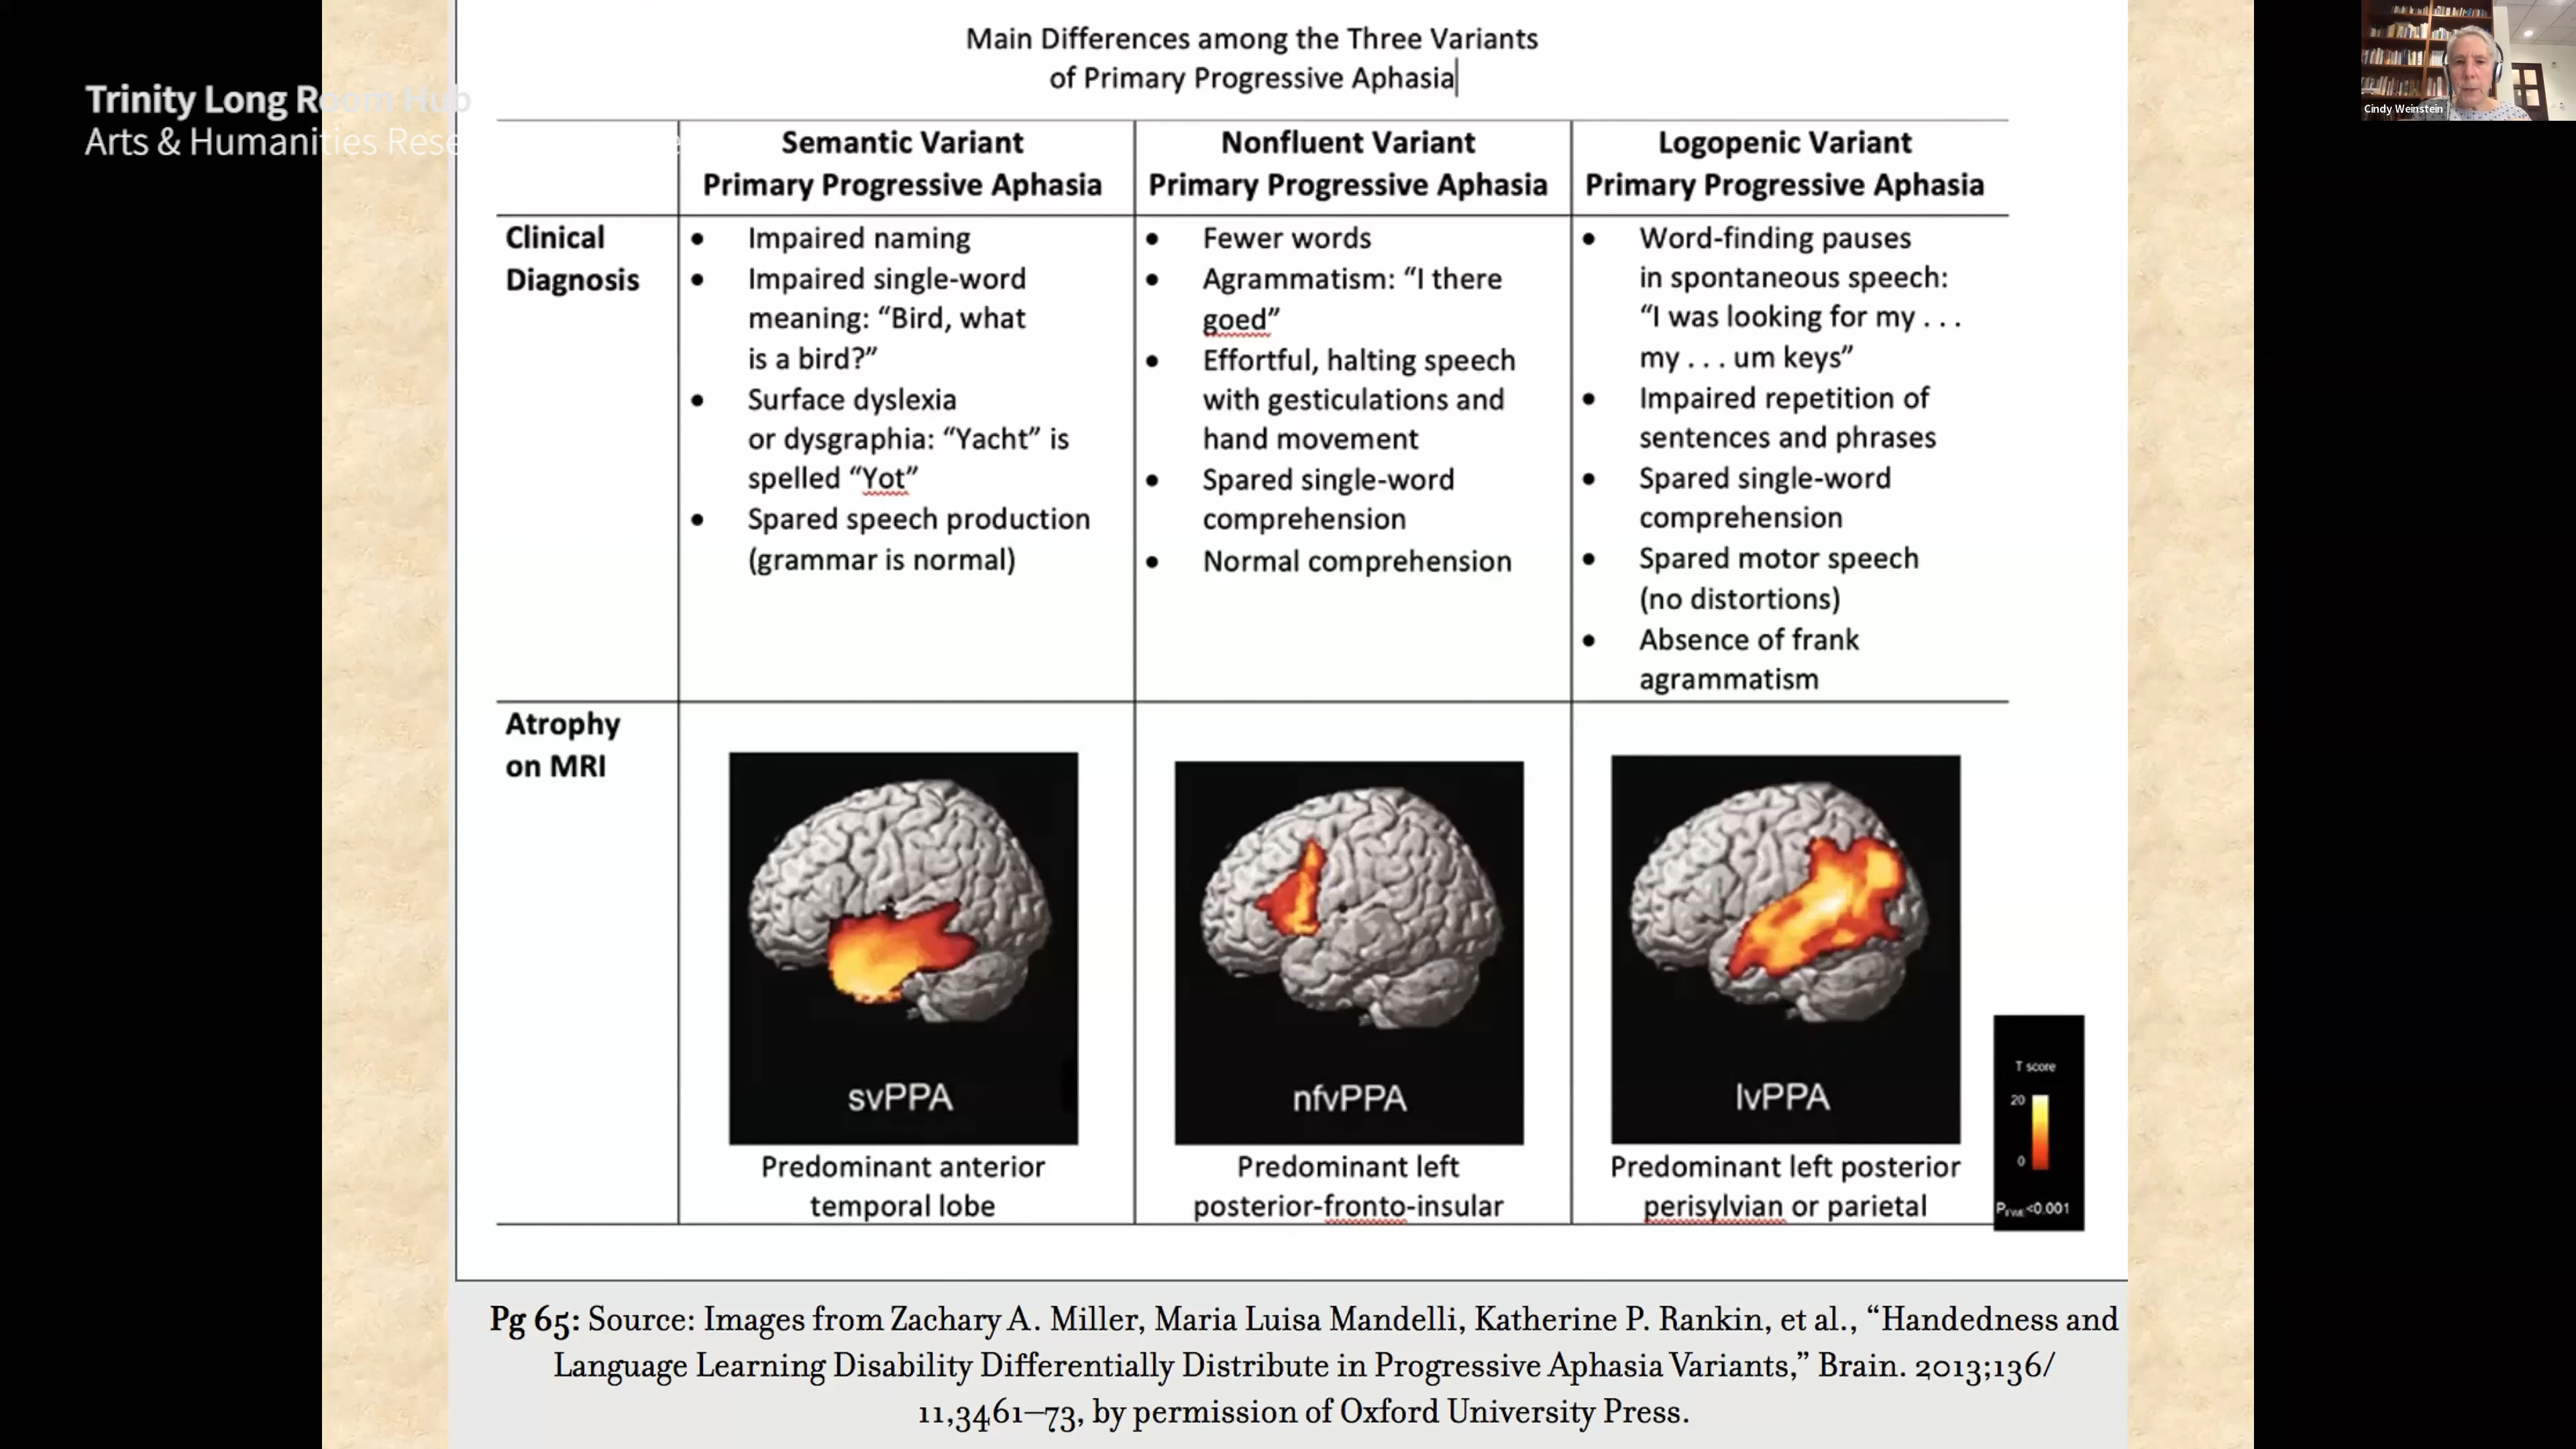 Trinity Long Room Hub
Arts & Humanities Rese
Cindy Weinstein
Main Differences among the Three Variants
of Primary Progressive Aphasia
Semantic Variant
Primary Progressive Aphasia
Nonfluent Variant
Primary Progressive Aphasia
Logopenic Variant
Primary Progressive Aphasia
Clinical
Diagnosis
• Impaired naming
• Impaired single-word
meaning: “Bird, what
is a bird?”
• Surface dyslexia
or dysgraphia: “Yacht” is
spelled “Yot”
• Spared speech production
(grammar is normal)
• Fewer words
• Agrammatism: “I there
goed”
• Effortful, halting speech
with gesticulations and
hand movement
• Spared single-word
comprehension
• Normal comprehension
• Word-finding pauses
in spontaneous speech:
“I was looking for my . . .
my . . . um keys”
• Impaired repetition of
sentences and phrases
• Spared single-word
comprehension
• Spared motor speech
(no distortions)
• Absence of frank
agrammatism
Atrophy
on MRI
svPPA
Predominant anterior
temporal lobe
nfvPPA
Predominant left
posterior-fronto-insular
lvPPA
Predominant left posterior
perisylvian or parietal
T score
20
0
PFWE<0.001
Pg 65: Source: Images from Zachary A. Miller, Maria Luisa Mandelli, Katherine P. Rankin, et al., “Handedness and
Language Learning Disability Differentially Distribute in Progressive Aphasia Variants,” Brain. 2013;136/
11,3461–73, by permission of Oxford University Press.